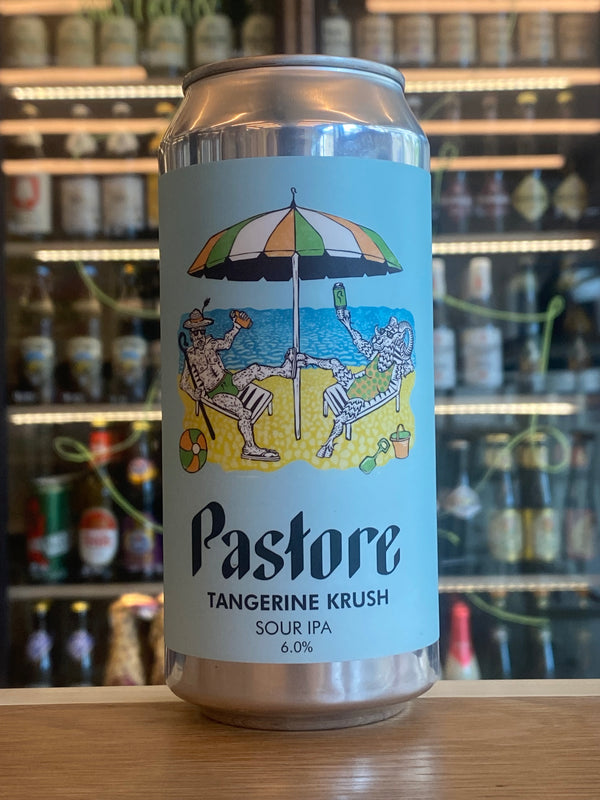 Pastore
TANGERINE KRUSH
SOUR IPA
6.0%